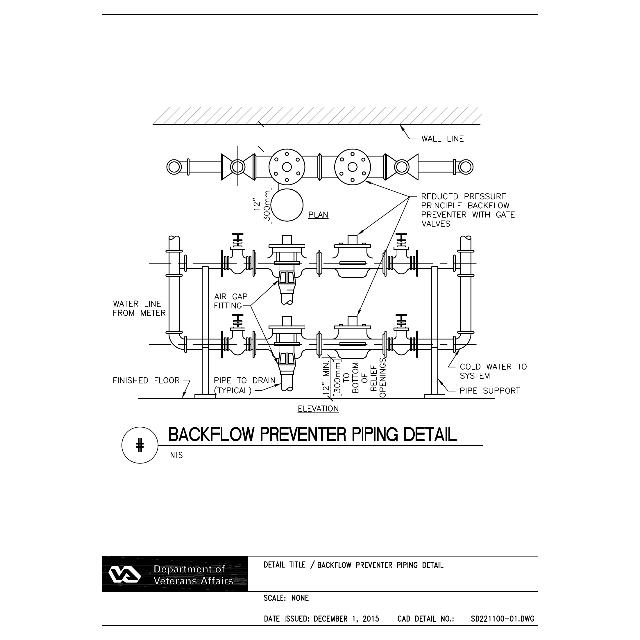 WALL LINE
12"
(300mm)
PLAN
REDUCED PRESSURE
PRINCIPLE BACKFLOW
PREVENTER WITH GATE
VALVES
WATER LINE
FROM METER
AIR GAP
FITTING
FINISHED FLOOR
PIPE TO DRAIN
(TYPICAL)
12" MIN.
(300mm)
TO
BOTTOM
OF
RELIEF
OPENINGS
COLD WATER TO
SYSTEM
PIPE SUPPORT
ELEVATION
#
BACKFLOW PREVENTER PIPING DETAIL
NTS
Department of
Veterans Affairs
DETAIL TITLE / BACKFLOW PREVENTER PIPING DETAIL
SCALE: NONE
DATE ISSUED: DECEMBER 1, 2015 CAD DETAIL NO.: SD221100-01.DWG